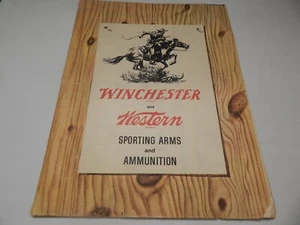 WINCHESTER
and
Western
SPORTING ARMS
and
AMMUNITION